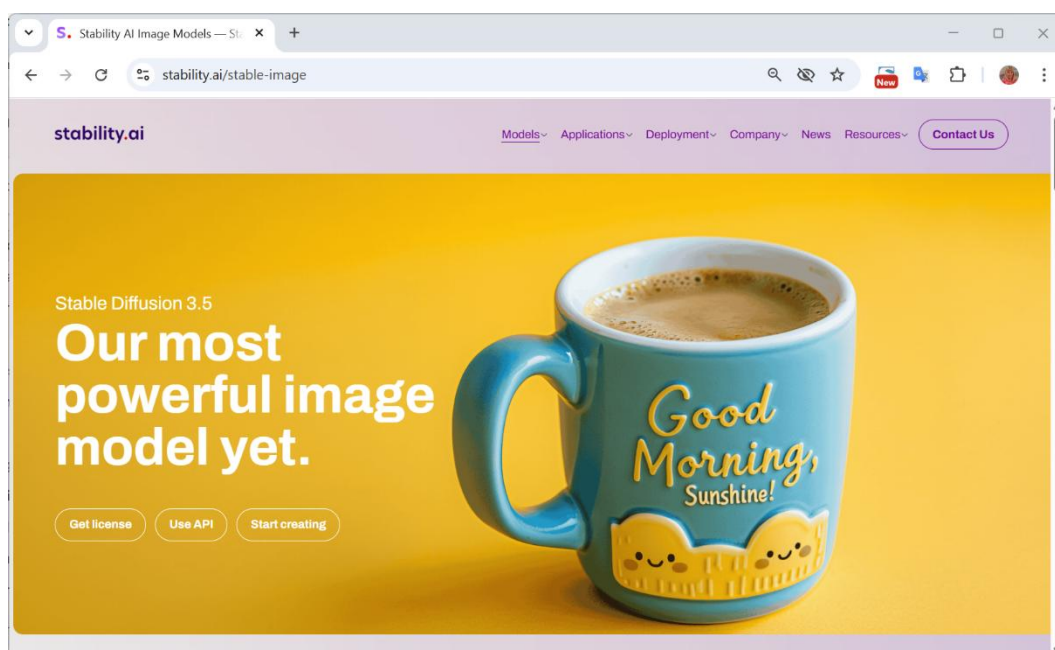 S. Stability AI Image Models — Sta
stability.ai/stable-image
New
stability.ai
Models Applications Deployment Company News Resources Contact Us
Stable Diffusion 3.5
Our most
powerful image
model yet.
Get license Use API Start creating
Good
Morning,
Sunshine!